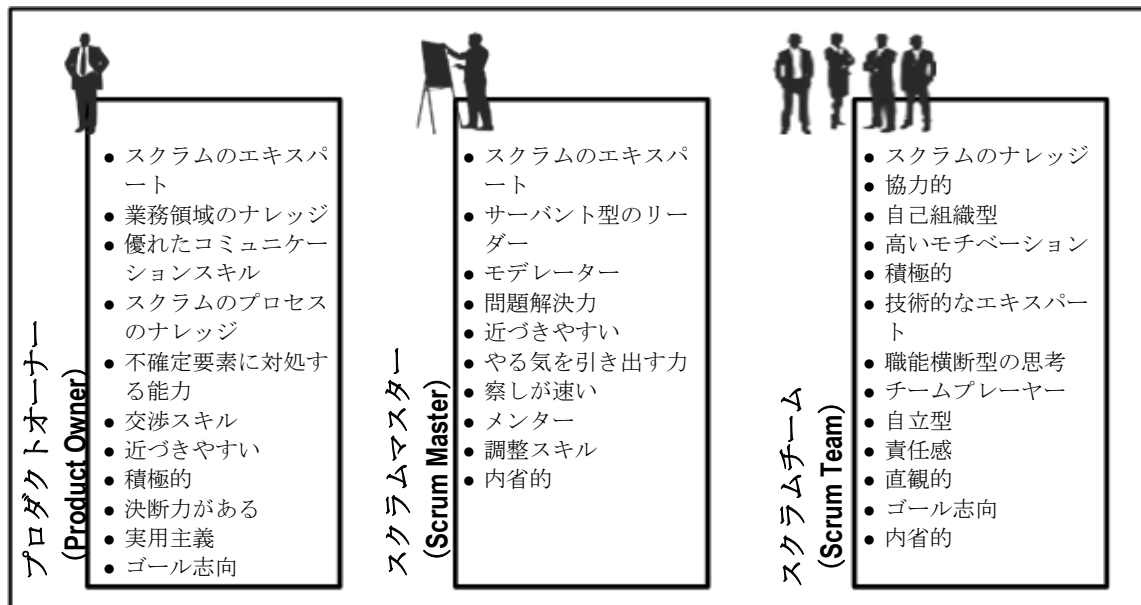 プロダクトオーナー
(Product Owner)
● スクラムのエキスパ
ート
● 業務領域のナレッジ
● 優れたコミュニケー
ションスキル
● スクラムのプロセス
のナレッジ
● 不確定要素に対処す
る能力
● 交渉スキル
● 近づきやすい
● 積極的
● 決断力がある
● 実用主義
● ゴール志向
スクラムマスター
(Scrum Master)
● スクラムのエキスパ
ート
● サーバント型のリー
ダー
● モデレーター
● 問題解決力
● 近づきやすい
● やる気を引き出す力
● 察しが速い
● メンター
● 調整スキル
● 内省的
スクラムチーム
(Scrum Team)
● スクラムのナレッジ
● 協力的
● 自己組織型
● 高いモチベーション
● 積極的
● 技術的なエキスパー
ト
● 職能横断型の思考
● チームプレーヤー
● 自立型
● 責任感
● 直観的
● ゴール志向
● 内省的